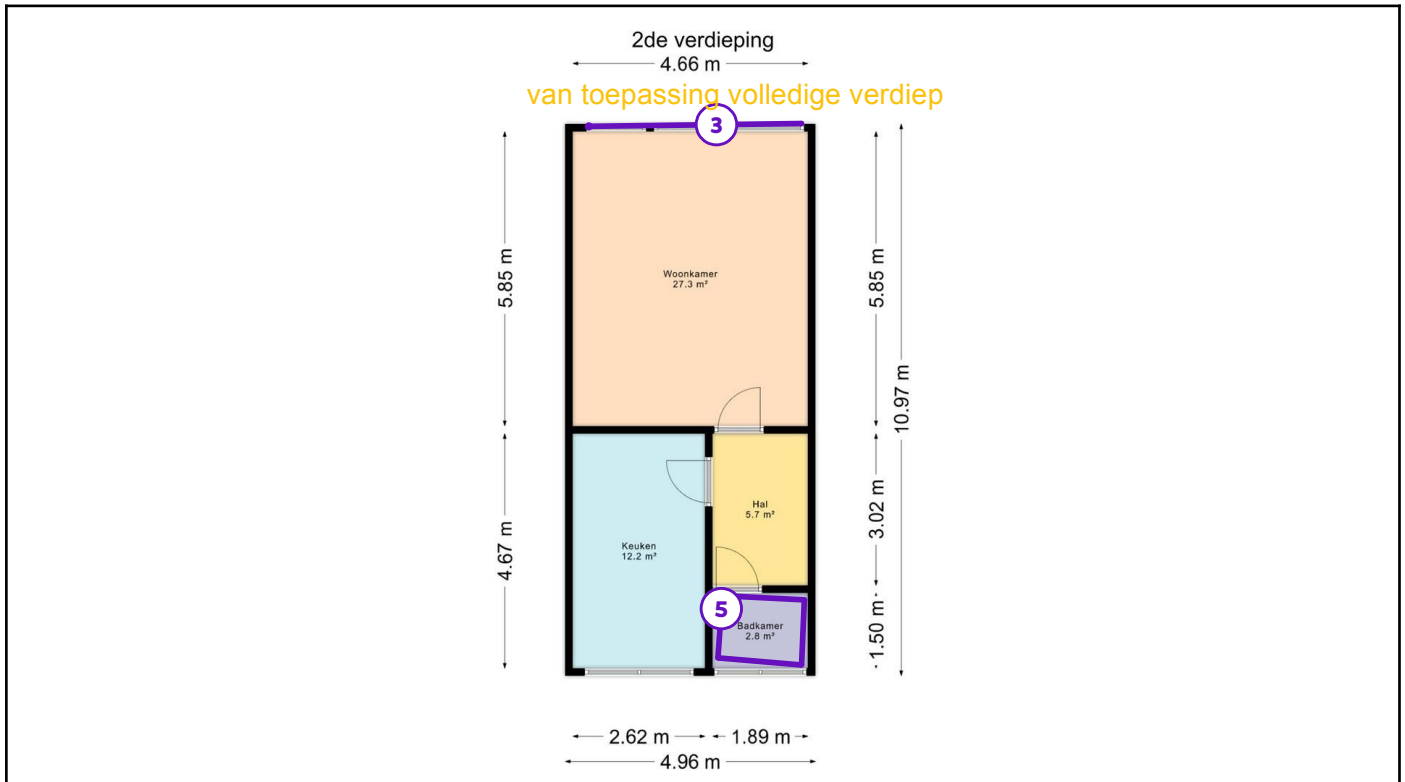 2de verdieping
4.66 m
van toepassing volledige verdiep
3
5.85 m
5.85 m
10.97 m
Woonkamer
27.3 m²
Hal
5.7 m²
3.02 m
4.67 m
Keuken
12.2 m²
5
Badkamer
2.8 m²
1.50 m
2.62 m
1.89 m
4.96 m